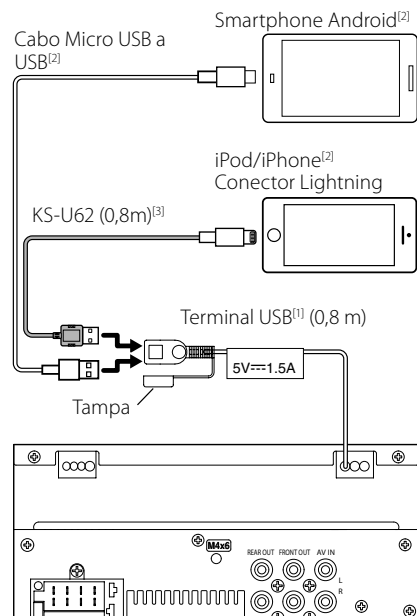 Smartphone Android[2]
Cabo Micro USB a
USB[2]
iPod/iPhone[2]
Conector Lightning
KS-U62 (0,8m)[3]
Terminal USB[1] (0,8 m)
5V⎓1.5A
Tampa
M4x6
REAR OUT FRONT OUT AV IN
L
R